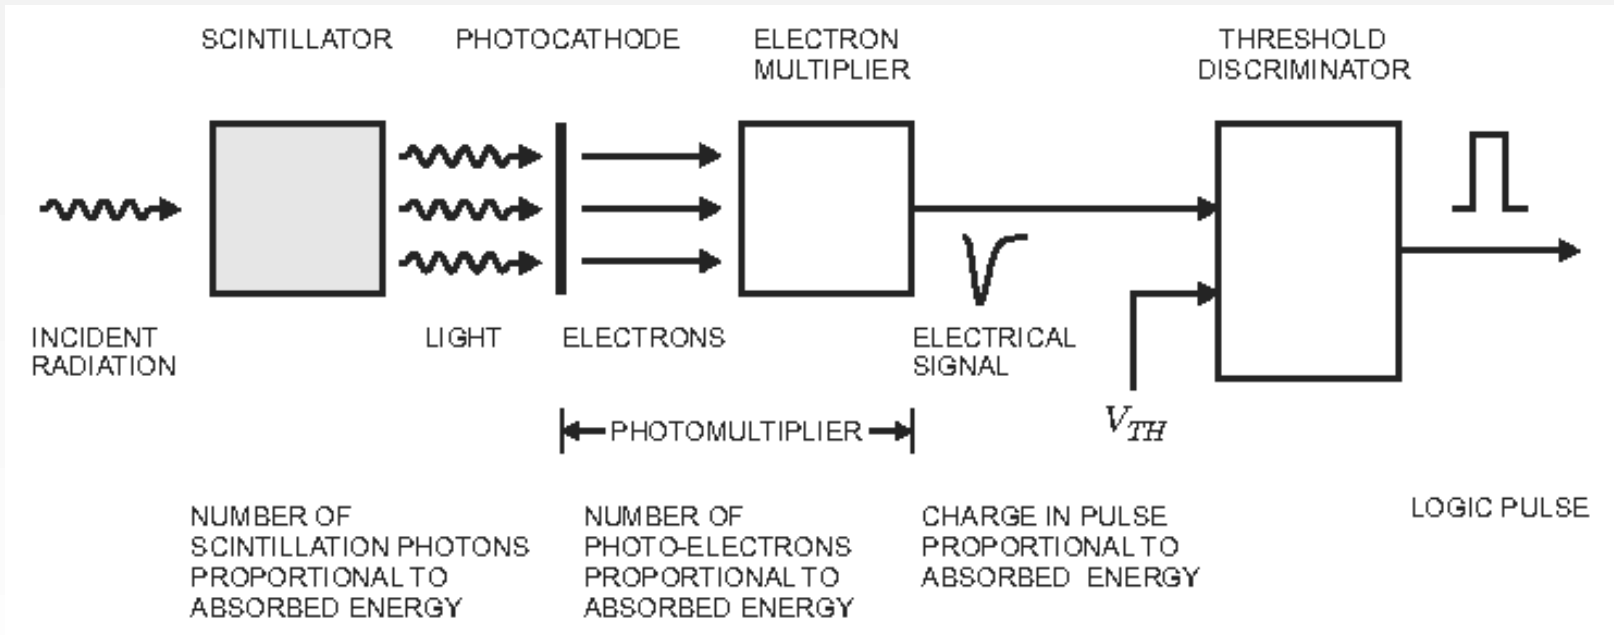 SCINTILLATOR
PHOTOCATHODE
ELECTRON
MULTIPLIER
THRESHOLD
DISCRIMINATOR
INCIDENT
RADIATION
LIGHT
ELECTRONS
ELECTRICAL
SIGNAL
V_TH
PHOTOMULTIPLIER
NUMBER OF
SCINTILLATION PHOTONS
PROPORTIONAL TO
ABSORBED ENERGY
NUMBER OF
PHOTO-ELECTRONS
PROPORTIONAL TO
ABSORBED ENERGY
CHARGE IN PULSE
PROPORTIONAL TO
ABSORBED ENERGY
LOGIC PULSE